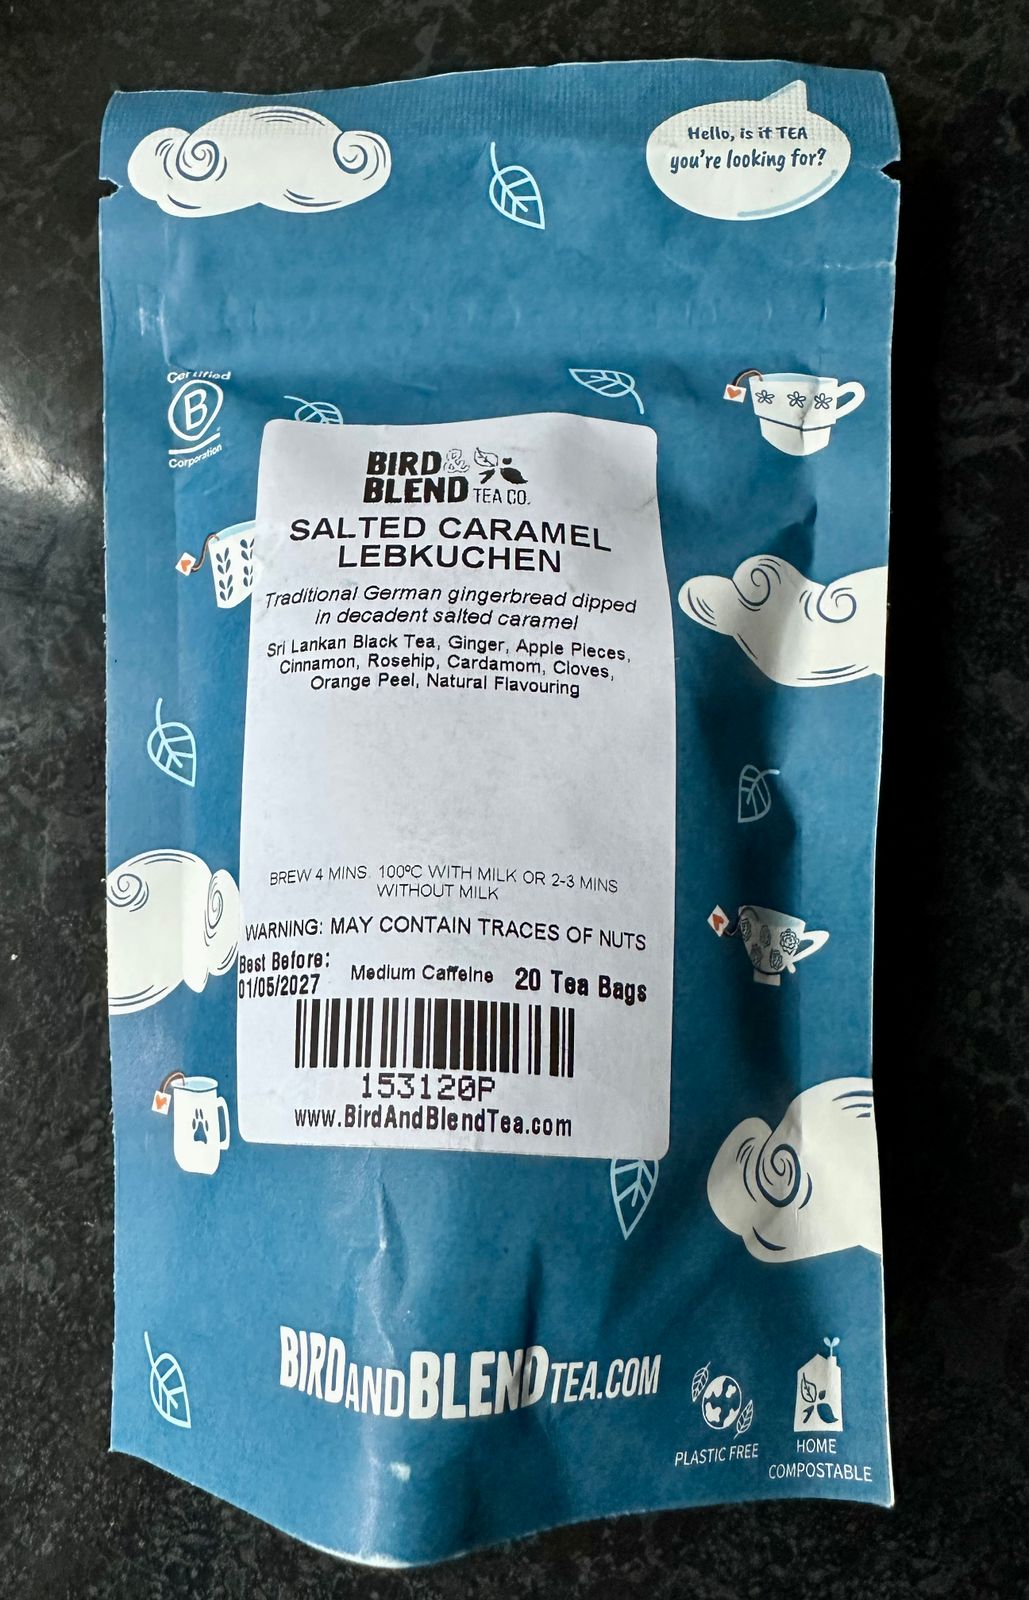 Hello, is it TEA
you're looking for?
Certified
B
Corporation
BIRD &
BLEND TEA CO.
SALTED CARAMEL
LEBKUCHEN
Traditional German gingerbread dipped
in decadent salted caramel
Sri Lankan Black Tea, Ginger, Apple Pieces,
Cinnamon, Rosehip, Cardamom, Cloves,
Orange Peel, Natural Flavouring
BREW 4 MINS. 100ºC WITH MILK OR 2-3 MINS
WITHOUT MILK
WARNING: MAY CONTAIN TRACES OF NUTS
Best Before:
01/05/2027
Medium Caffeine
20 Tea Bags
153120P
www.BirdAndBlendTea.com
BIRDANDBLENDTEA.COM
PLASTIC FREE
HOME
COMPOSTABLE